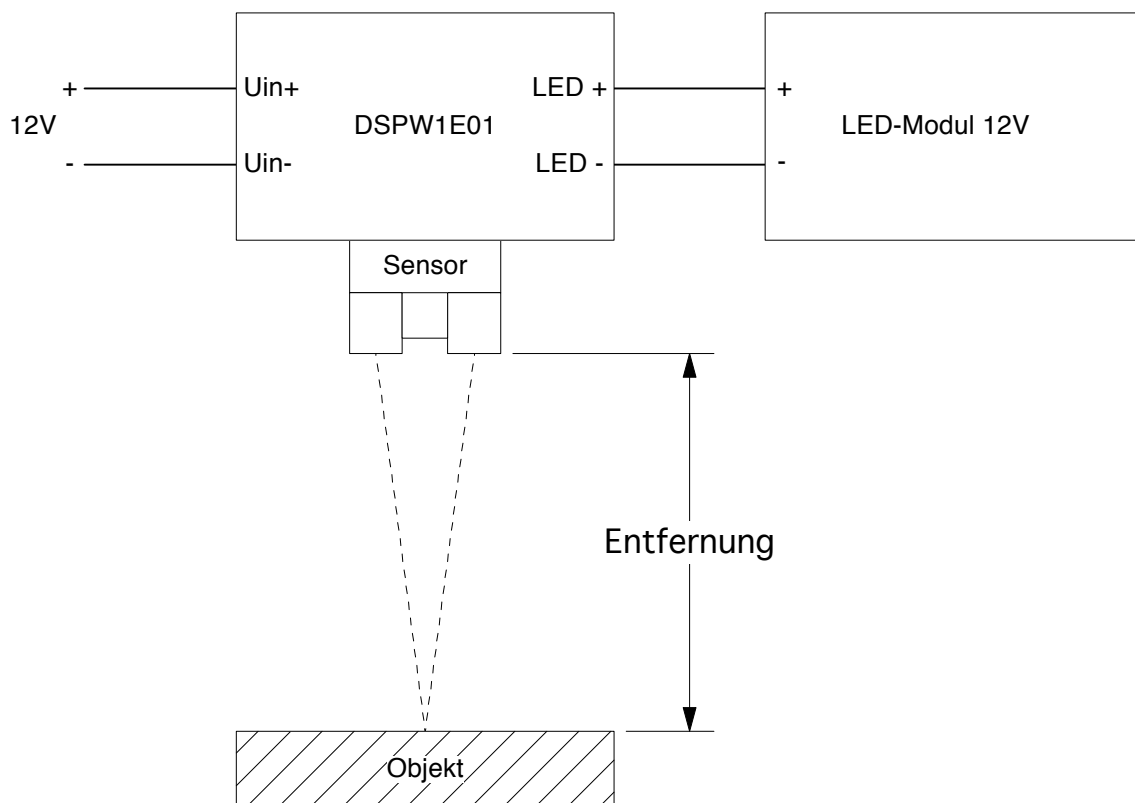 + Uin+ LED + +
12V DSPW1E01 LED-Modul 12V
- Uin- LED - -
Sensor
Entfernung
Objekt